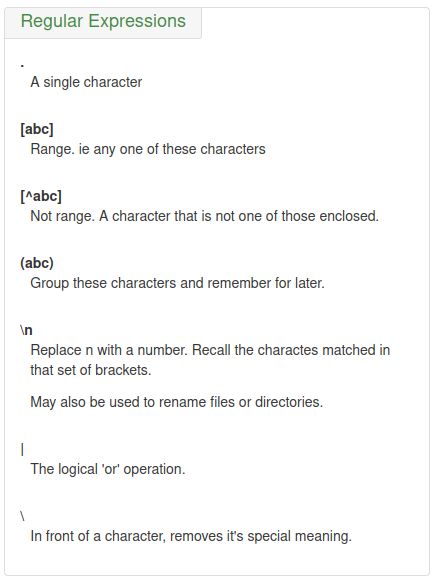 Regular Expressions
.
A single character
[abc]
Range. ie any one of these characters
[^abc]
Not range. A character that is not one of those enclosed.
(abc)
Group these characters and remember for later.
\n
Replace n with a number. Recall the charactes matched in
that set of brackets.
May also be used to rename files or directories.
|
The logical 'or' operation.
\
In front of a character, removes it's special meaning.